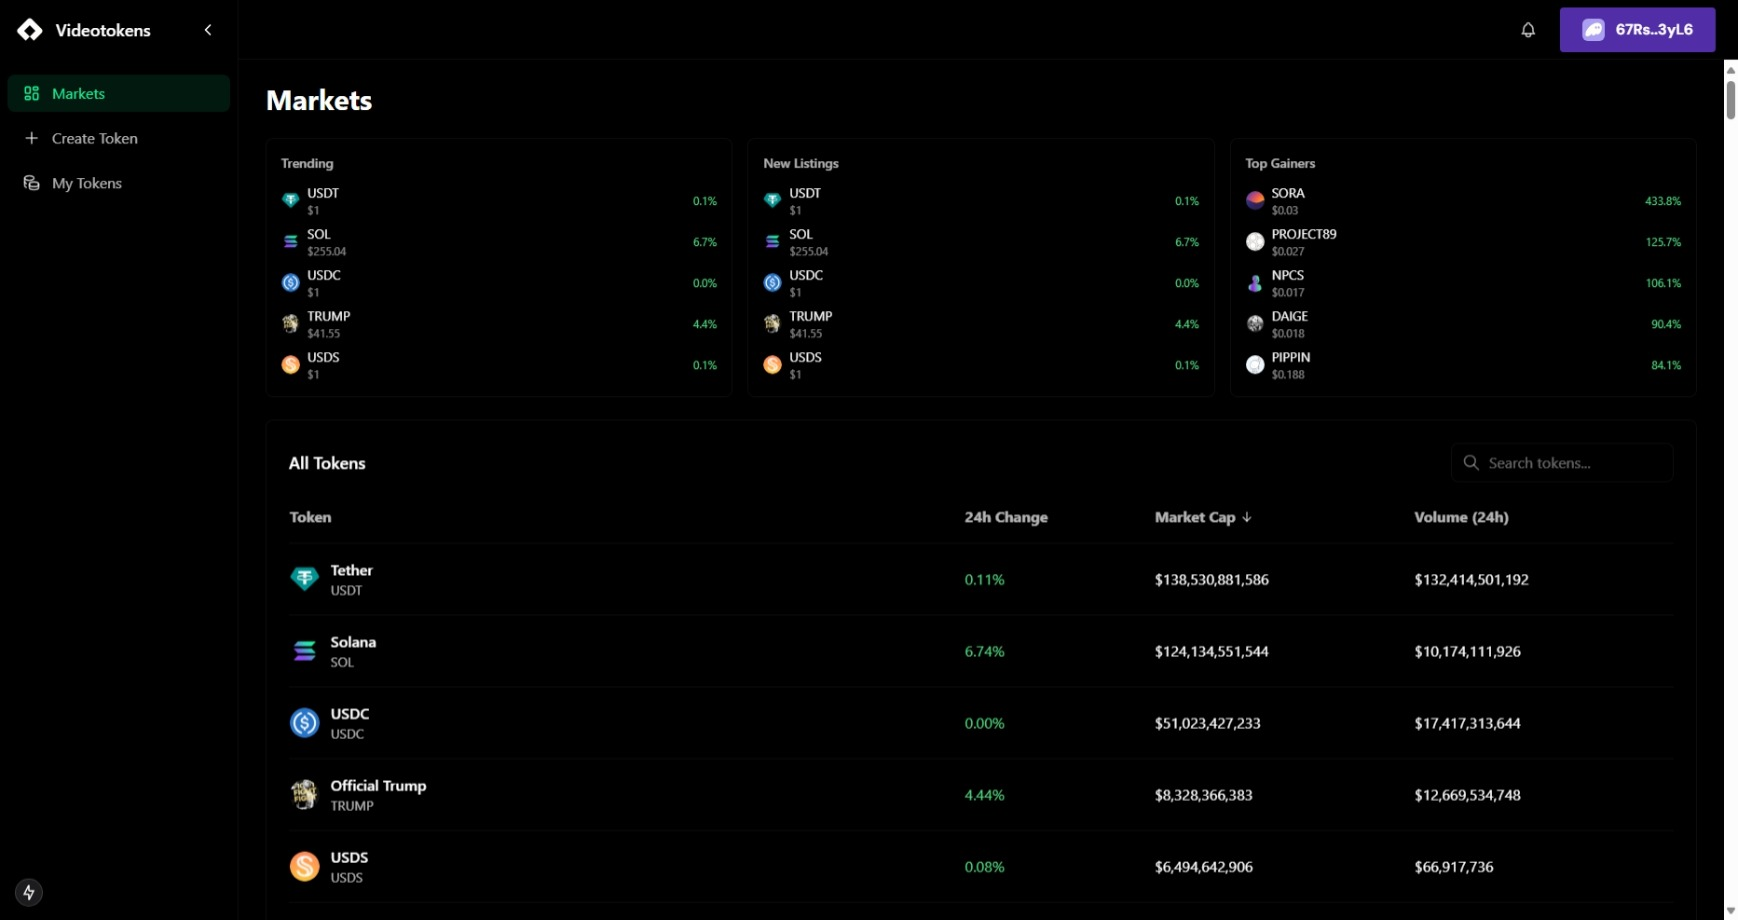 Videotokens
67Rs..3yL6
Markets
Create Token
My Tokens
Markets
Trending
USDT
$1
0.1%
SOL
$255.04
6.7%
USDC
$1
0.0%
TRUMP
$41.55
4.4%
USDS
$1
0.1%
New Listings
USDT
$1
0.1%
SOL
$255.04
6.7%
USDC
$1
0.0%
TRUMP
$41.55
4.4%
USDS
$1
0.1%
Top Gainers
SORA
$0.03
433.8%
PROJECT89
$0.027
125.7%
NPCS
$0.017
106.1%
DAIGE
$0.018
90.4%
PIPPIN
$0.188
84.1%
All Tokens
Search tokens...
Token 24h Change Market Cap ↓ Volume (24h)
Tether
USDT
0.11% $138,530,881,586 $132,414,501,192
Solana
SOL
6.74% $124,134,551,544 $10,174,111,926
USDC
USDC
0.00% $51,023,427,233 $17,417,313,644
Official Trump
TRUMP
4.44% $8,328,366,383 $12,669,534,748
USDS
USDS
0.08% $6,494,642,906 $66,917,736